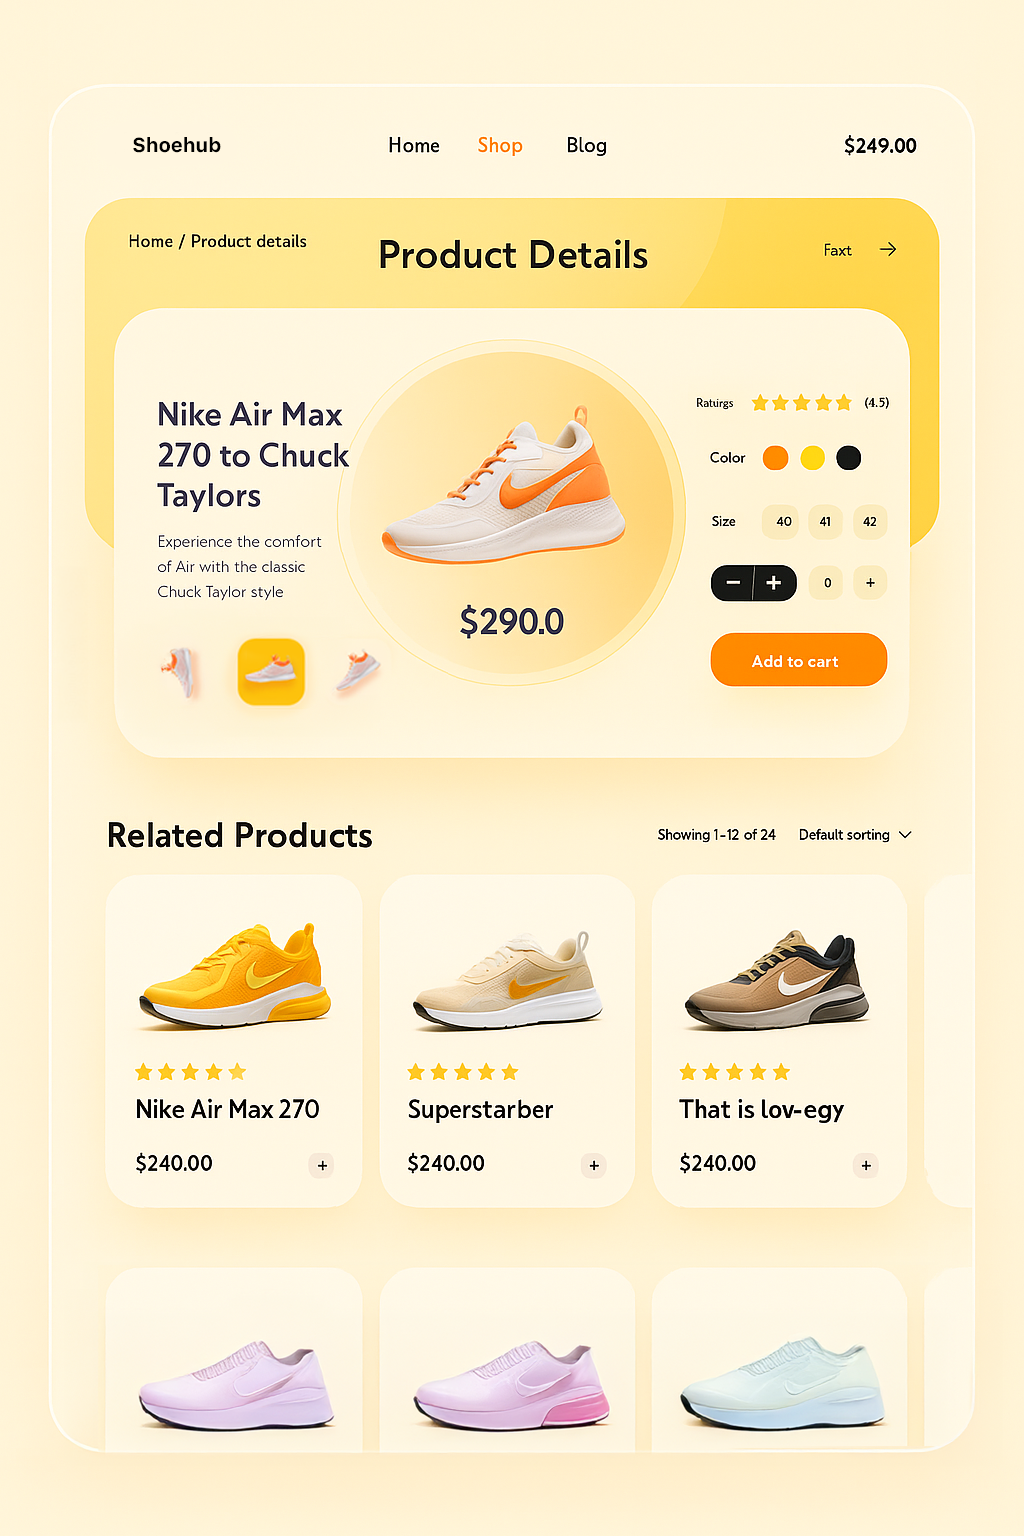 Shoehub
Home Shop Blog
$249.00
Home / Product details
Product Details
Faxt →
Nike Air Max
270 to Chuck
Taylors
Experience the comfort
of Air with the classic
Chuck Taylor style
$290.0
Ratirgs (4.5)
Color
Size 40 41 42
− + 0 +
Add to cart
Related Products
Showing 1-12 of 24 Default sorting
Nike Air Max 270
$240.00 +
Superstarber
$240.00 +
That is lov-egy
$240.00 +